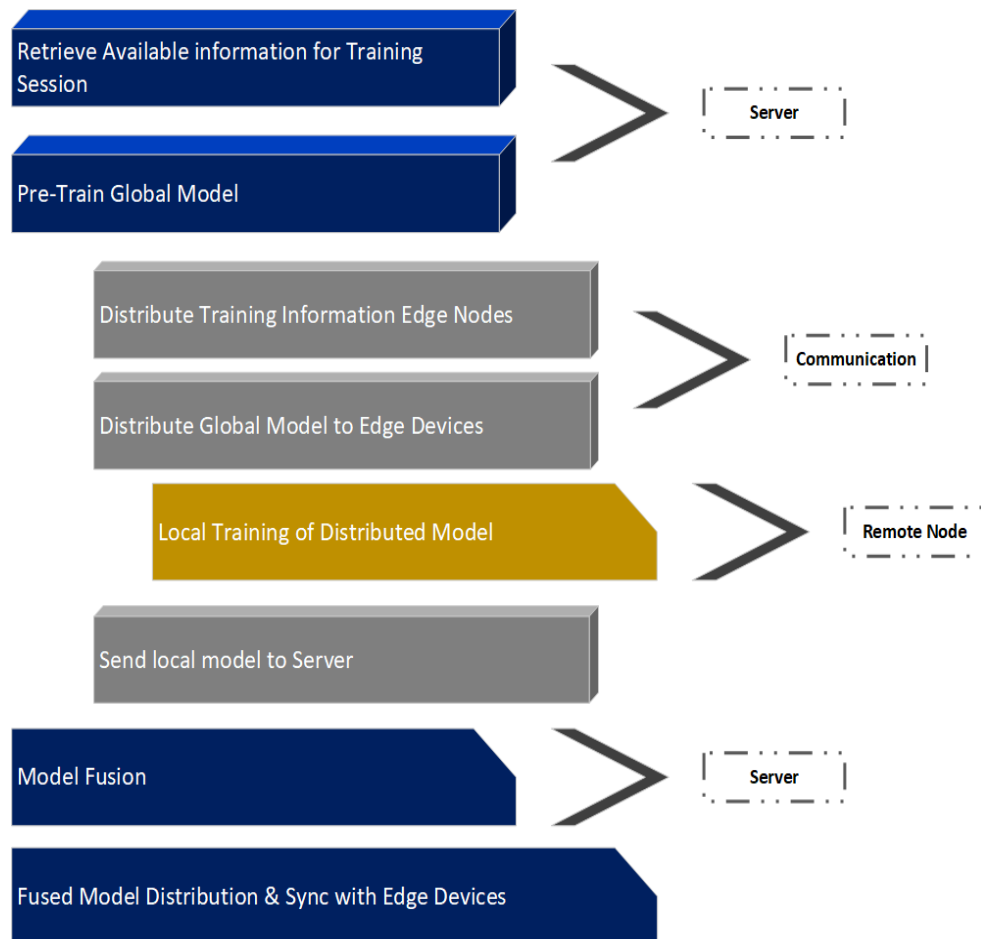 Retrieve Available information for Training
Session
Server
Pre-Train Global Model
Distribute Training Information Edge Nodes
Communication
Distribute Global Model to Edge Devices
Local Training of Distributed Model
Remote Node
Send local model to Server
Model Fusion
Server
Fused Model Distribution & Sync with Edge Devices